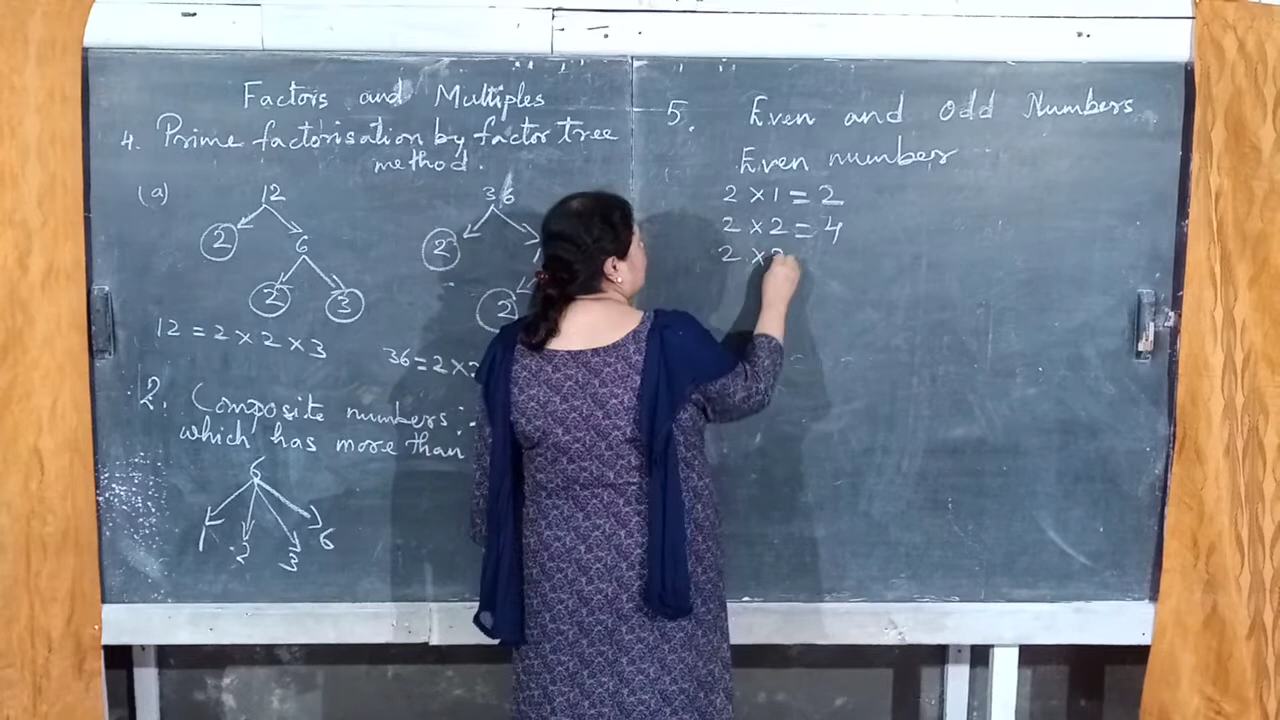 Factors and Multiples
4. Prime factorisation by factor tree
method.
(a) 12
2 6
2 3
12 = 2 × 2 × 3
36
2
2
36 = 2 ×
2. Composite numbers :-
which has more than
6
1 2 3 6
5. Even and Odd Numbers
Even number
2 × 1 = 2
2 × 2 = 4
2 ×